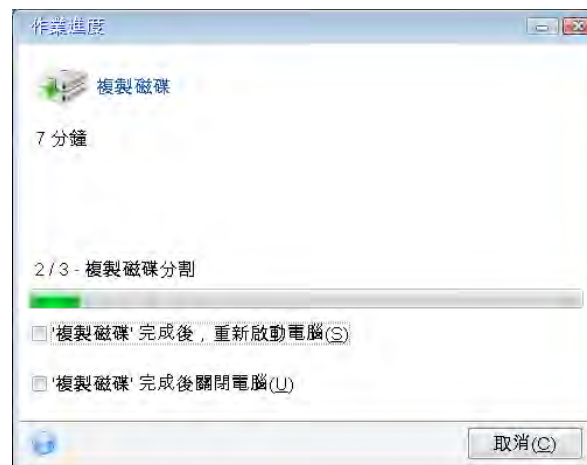 作業進度
複製磁碟
7 分鐘
2 / 3 - 複製磁碟分割
'複製磁碟' 完成後，重新啟動電腦(S)
'複製磁碟' 完成後關閉電腦(U)
取消(C)